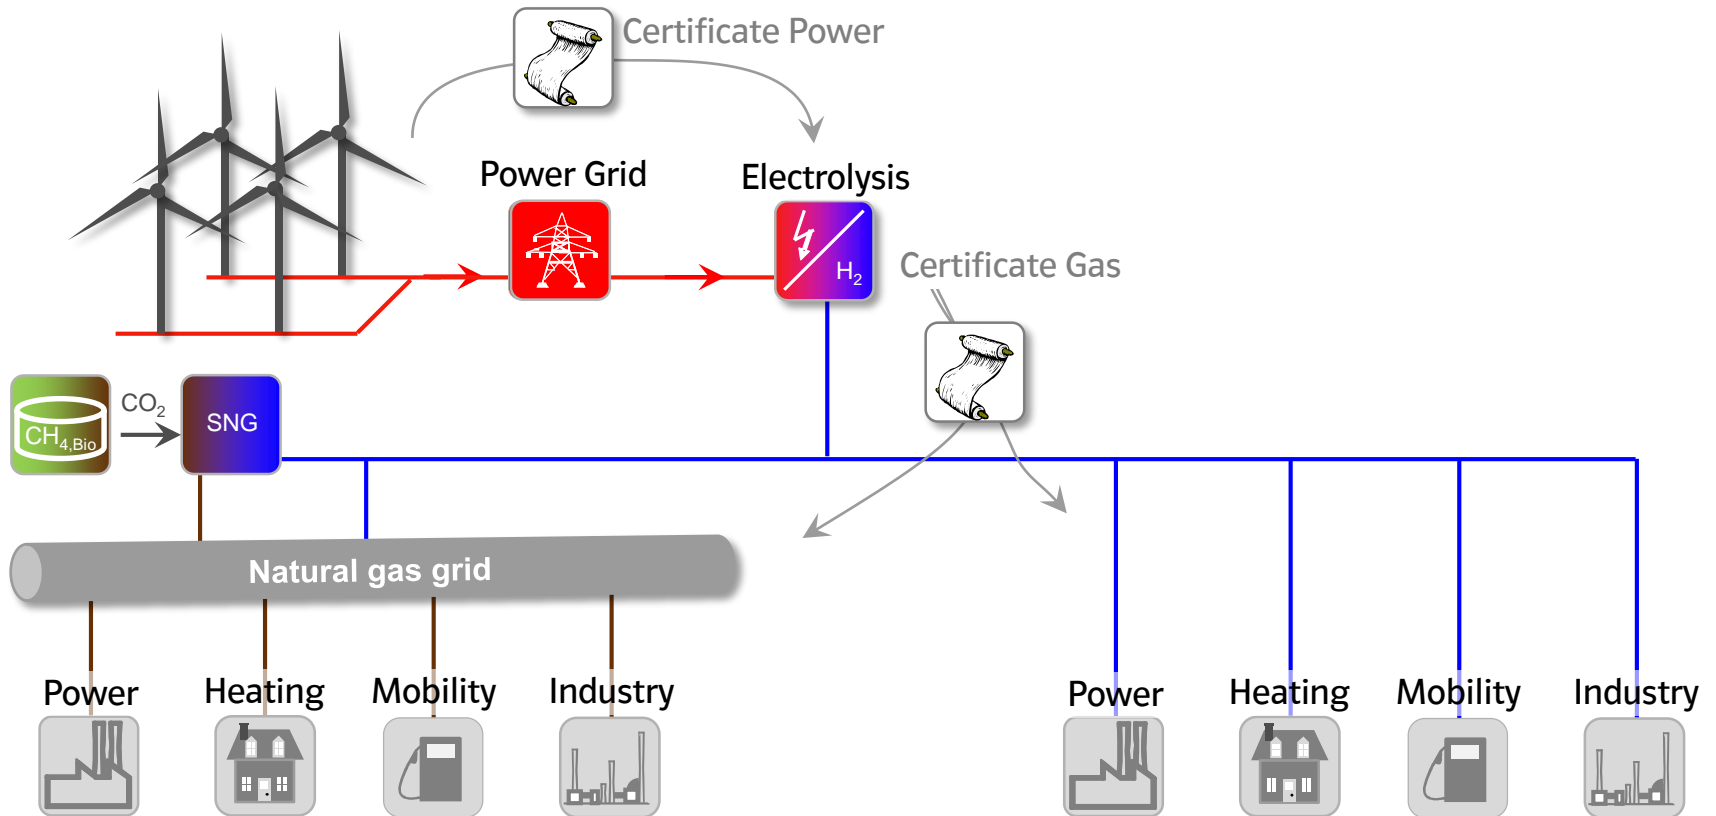 Certificate Power
Power Grid
Electrolysis
H₂
Certificate Gas
CO₂
CH₄,Bio
SNG
Natural gas grid
Power
Heating
Mobility
Industry
Power
Heating
Mobility
Industry